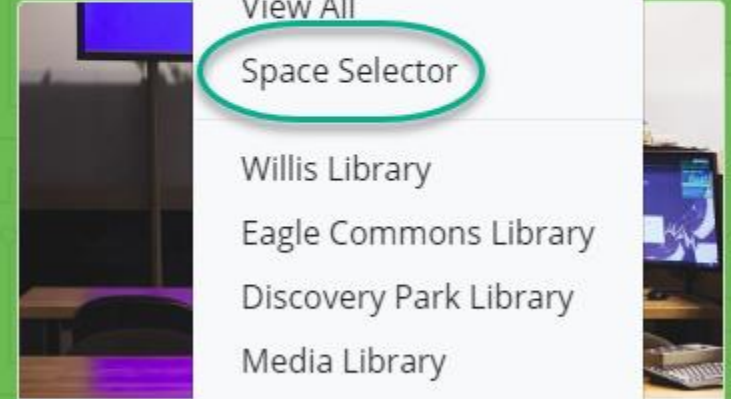 View All
Space Selector
Willis Library
Eagle Commons Library
Discovery Park Library
Media Library